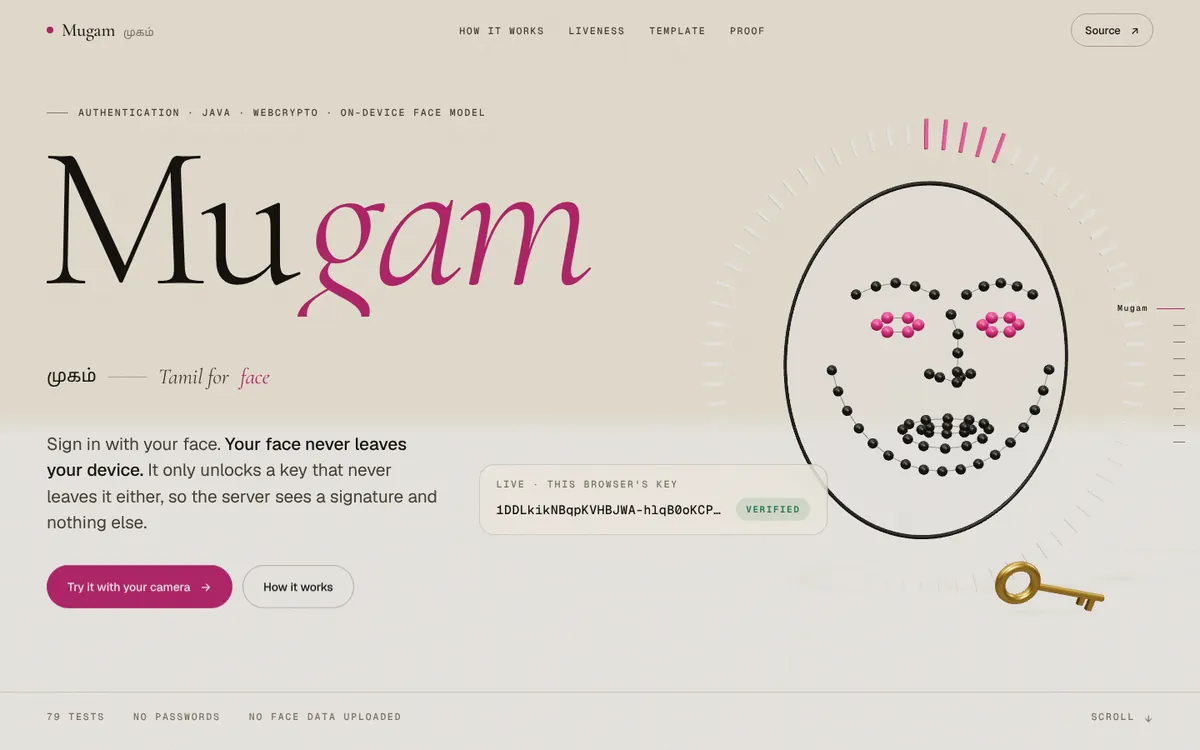 Mugam முகம்
HOW IT WORKS
LIVENESS
TEMPLATE
PROOF
Source ↗
AUTHENTICATION · JAVA · WEBCRYPTO · ON-DEVICE FACE MODEL
Mugam
முகம் Tamil for face
Sign in with your face. Your face never leaves
your device. It only unlocks a key that never
leaves it either, so the server sees a signature and
nothing else.
Try it with your camera →
How it works
LIVE · THIS BROWSER'S KEY
1DDLkikNBqpKVHBJWA-hlqB0oKCP… VERIFIED
Mugam
79 TESTS
NO PASSWORDS
NO FACE DATA UPLOADED
SCROLL ↓